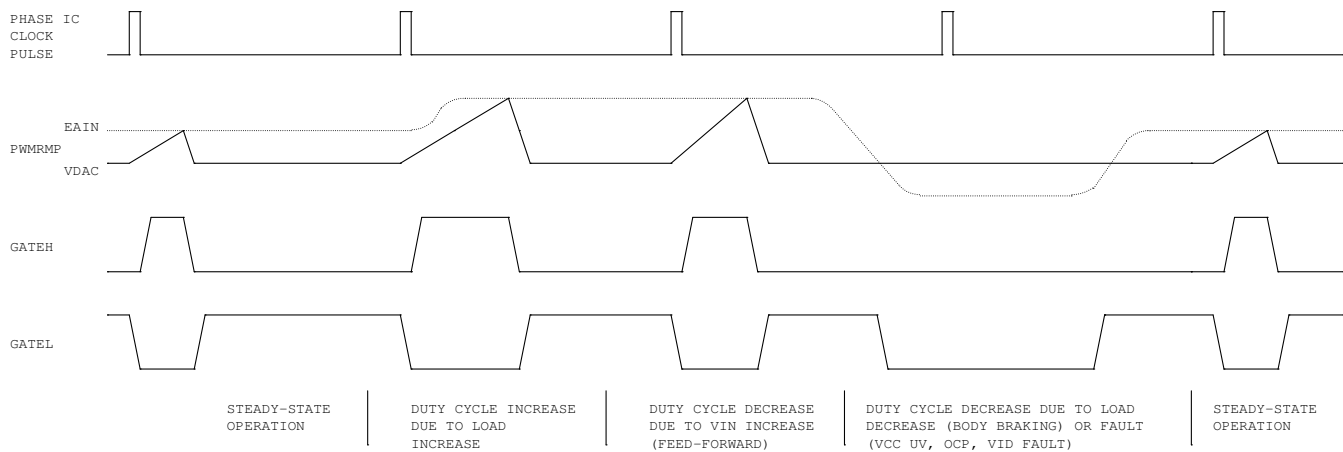 PHASE IC
CLOCK
PULSE
EAIN
PWMRMP
VDAC
GATEH
GATEL
STEADY-STATE
OPERATION
DUTY CYCLE INCREASE
DUE TO LOAD
INCREASE
DUTY CYCLE DECREASE
DUE TO VIN INCREASE
(FEED-FORWARD)
DUTY CYCLE DECREASE DUE TO LOAD
DECREASE (BODY BRAKING) OR FAULT
(VCC UV, OCP, VID FAULT)
STEADY-STATE
OPERATION